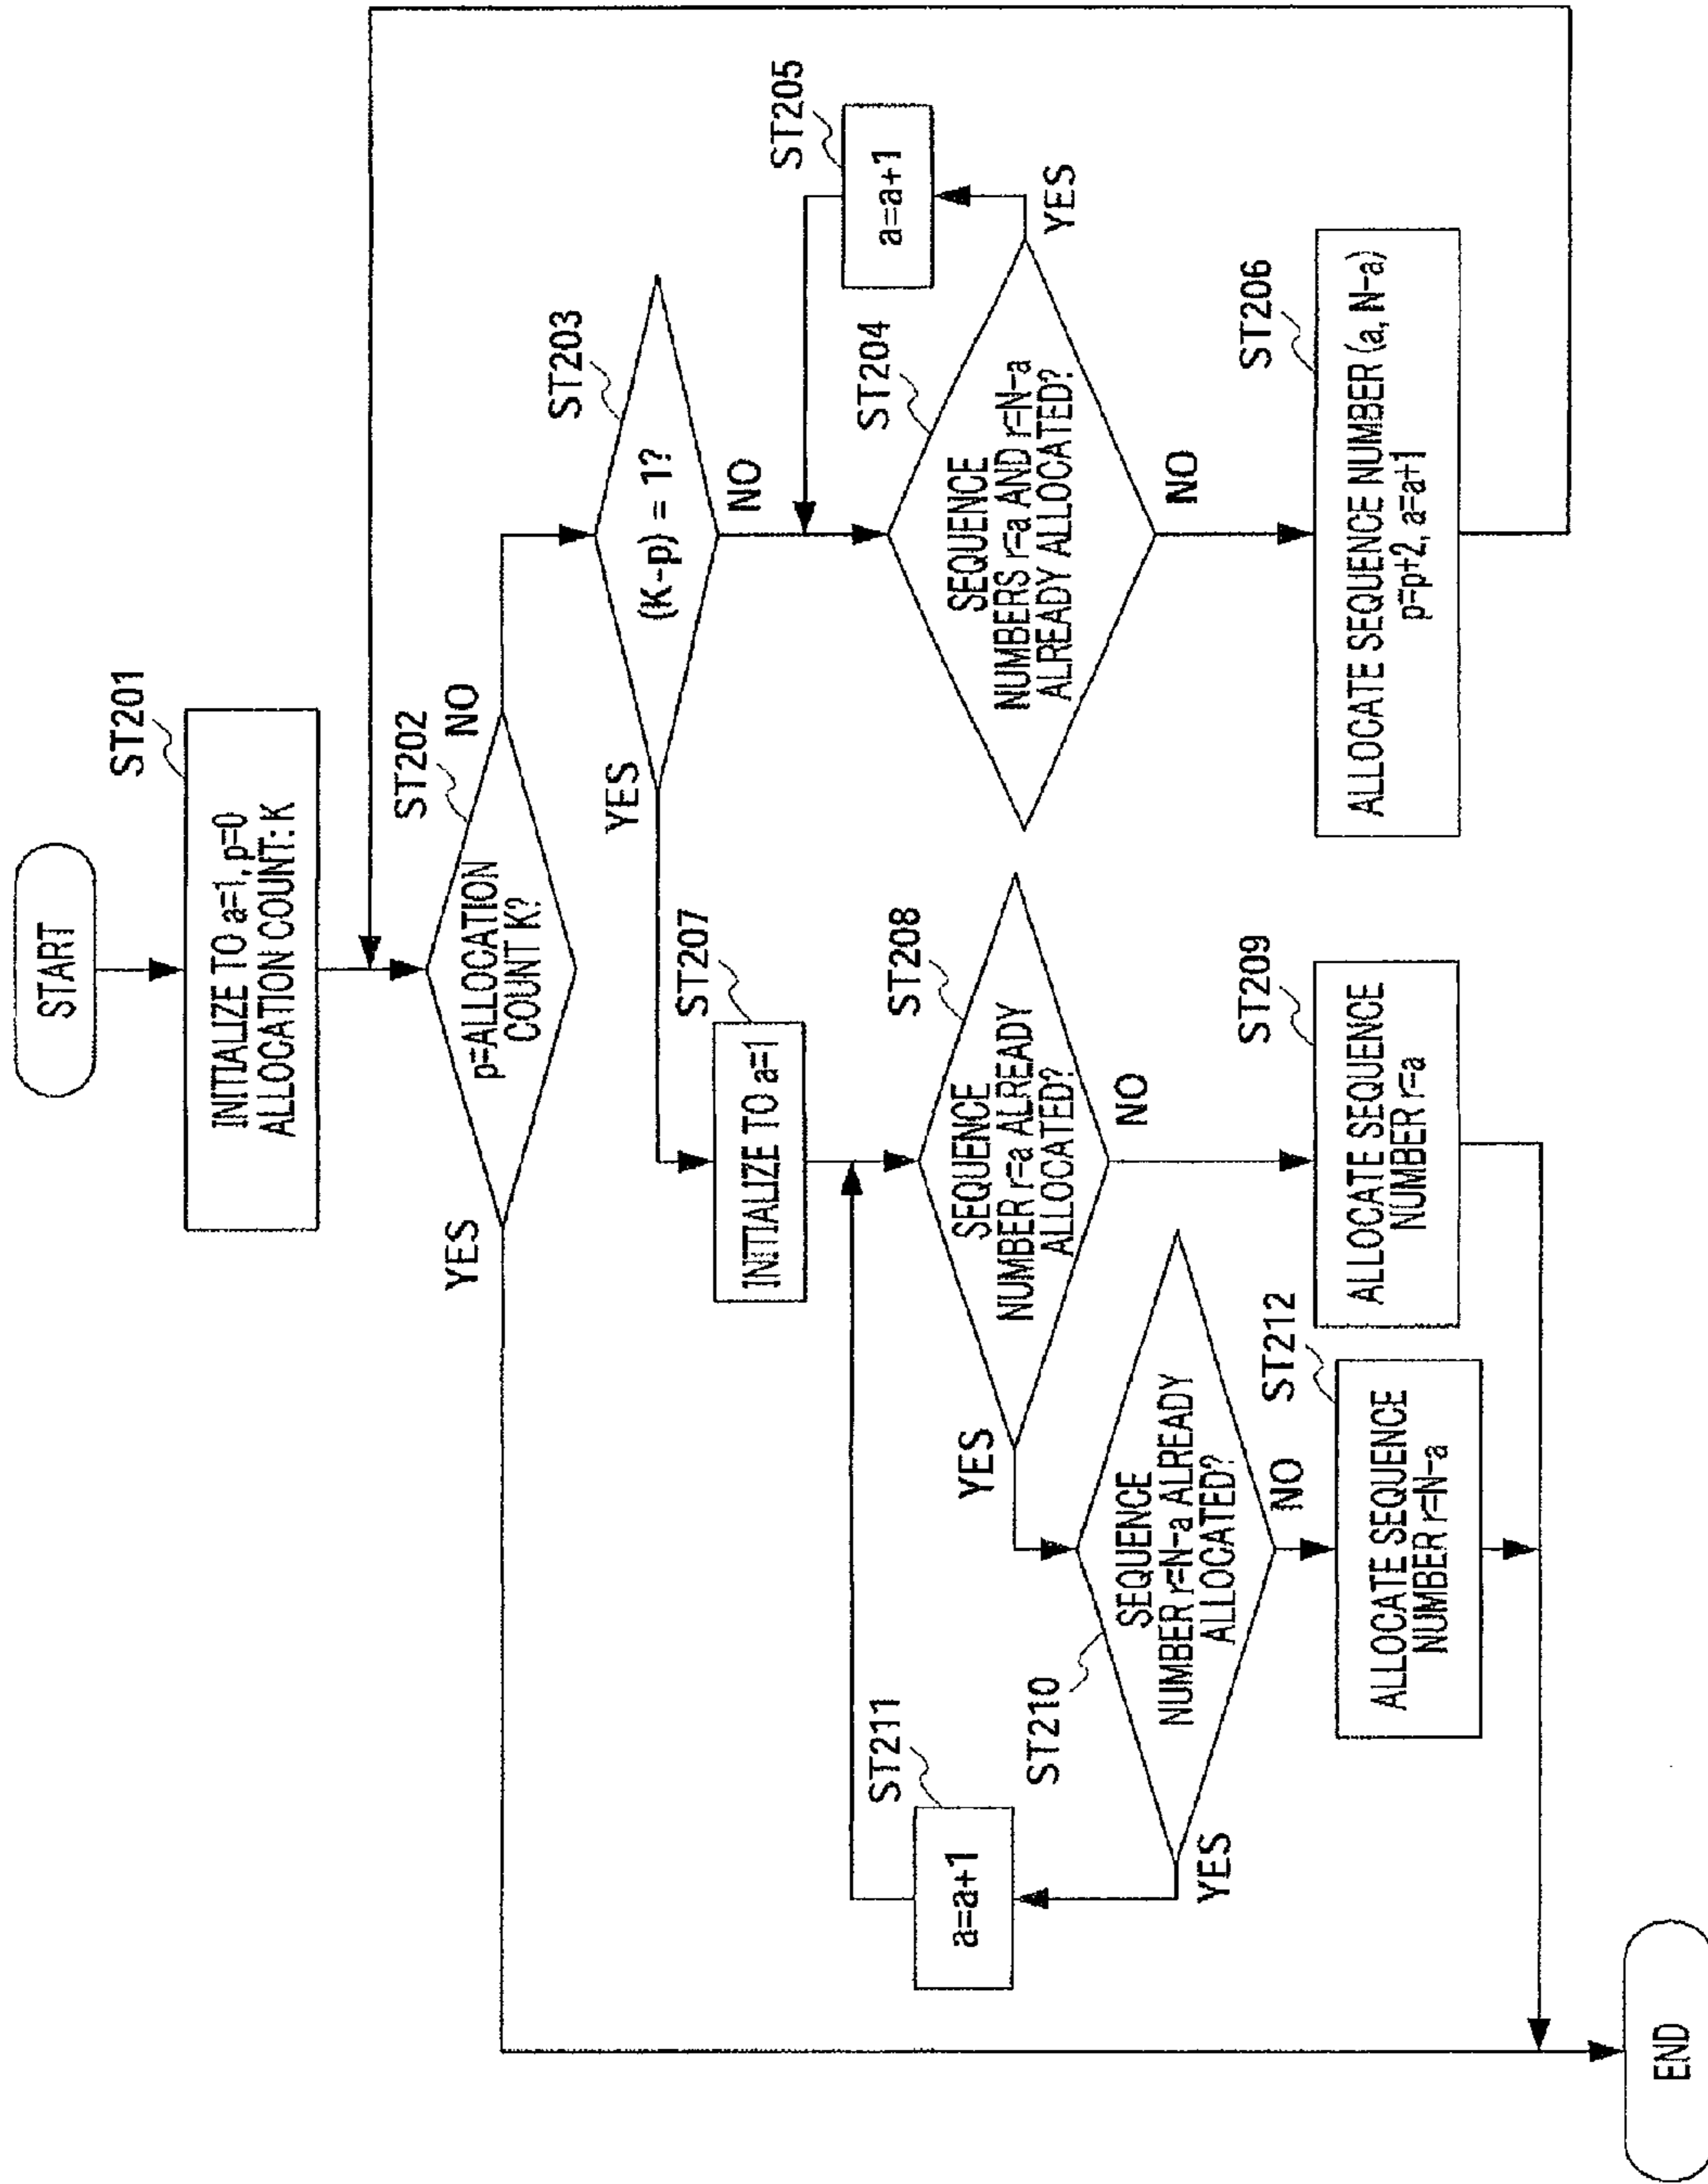 START
ST201
INITIALIZE TO a=1, p=0
ALLOCATION COUNT: K
ST202
p=ALLOCATION
COUNT K?
YES
NO
ST203
(K-p) = 1?
YES
NO
ST205
a=a+1
ST204
SEQUENCE
NUMBERS r=a AND r=N-a
ALREADY ALLOCATED?
YES
NO
ST206
ALLOCATE SEQUENCE NUMBER (a, N-a)
p=p+2, a=a+1
ST207
INITIALIZE TO a=1
ST208
SEQUENCE
NUMBER r=a ALREADY
ALLOCATED?
YES
NO
ST209
ALLOCATE SEQUENCE
NUMBER r=a
ST210
SEQUENCE
NUMBER r=N-a ALREADY
ALLOCATED?
YES
NO
ST211
a=a+1
ST212
ALLOCATE SEQUENCE
NUMBER r=N-a
END